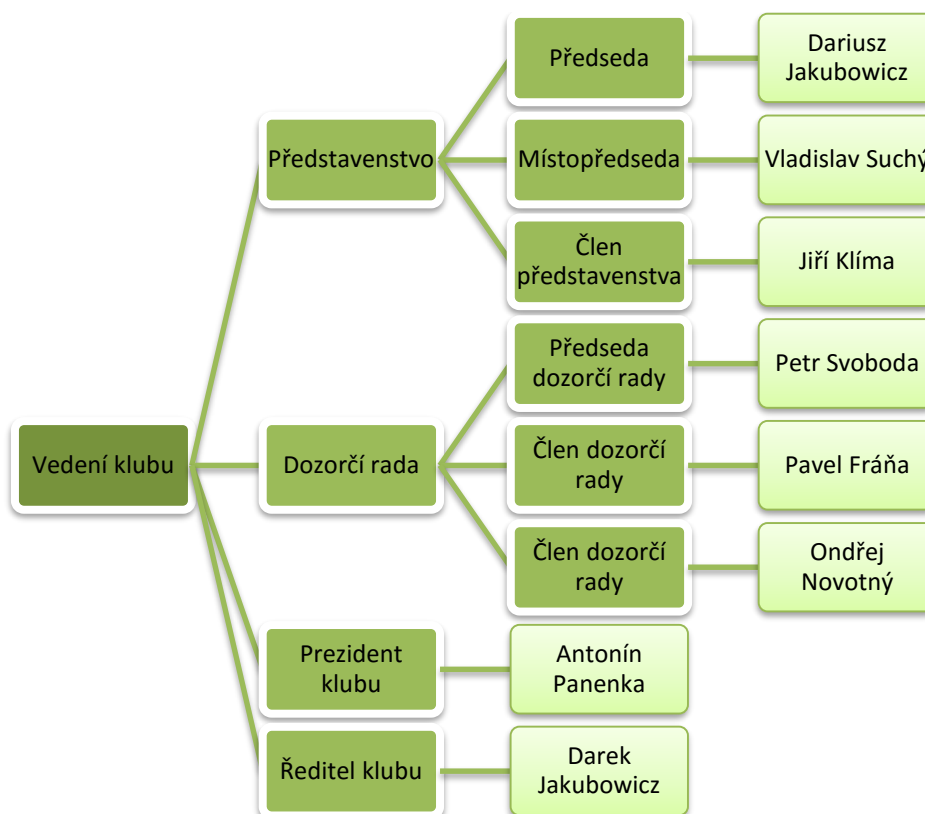 Vedení klubu
Představenstvo
Předseda
Dariusz
Jakubowicz
Místopředseda
Vladislav Suchý
Člen
představenstva
Jiří Klíma
Dozorčí rada
Předseda
dozorčí rady
Petr Svoboda
Člen dozorčí
rady
Pavel Fráňa
Člen dozorčí
rady
Ondřej
Novotný
Prezident
klubu
Antonín
Panenka
Ředitel klubu
Darek
Jakubowicz